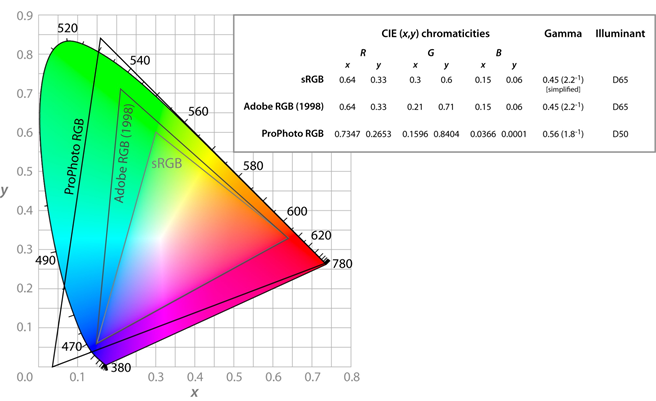 0.9
0.8
0.7
0.6
0.5
0.4
0.3
0.2
0.1
0.0
0.1
0.2
0.3
0.4
0.5
0.6
0.7
0.8
y
x
520
540
560
580
600
620
780
490
470
380
ProPhoto RGB
Adobe RGB (1998)
sRGB
CIE (x,y) chromaticities Gamma Illuminant
R G B
x y x y x y
sRGB 0.64 0.33 0.3 0.6 0.15 0.06 0.45 (2.2⁻¹) D65
[simplified]
Adobe RGB (1998) 0.64 0.33 0.21 0.71 0.15 0.06 0.45 (2.2⁻¹) D65
ProPhoto RGB 0.7347 0.2653 0.1596 0.8404 0.0366 0.0001 0.56 (1.8⁻¹) D50